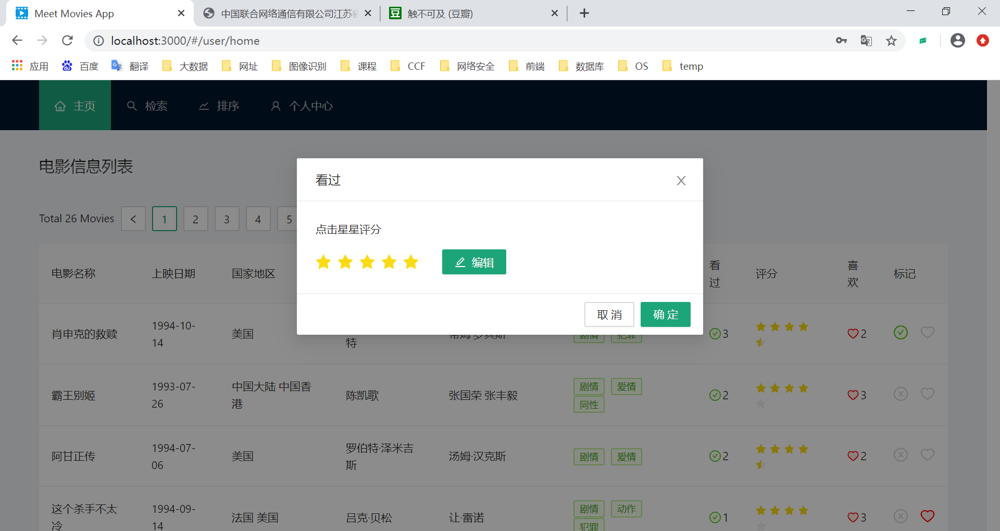 Meet Movies App
中国联合网络通信有限公司江苏
触不可及 (豆瓣)
localhost:3000/#/user/home
应用
百度
翻译
大数据
网址
图像识别
课程
CCF
网络安全
前端
数据库
OS
temp
主页
检索
排序
个人中心
电影信息列表
看过
X
Total 26 Movies
< 1 2 3 4 5
点击星星评分
编辑
取 消
确 定
电影名称 上映日期 国家地区
看
过
评分
喜
欢
标记
肖申克的救赎
1994-10-
14
美国
特
剧情 犯罪
3
2
霸王别姬
1993-07-
26
中国大陆 中国香
港
陈凯歌
张国荣 张丰毅
剧情 爱情
同性
2
3
阿甘正传
1994-07-
06
美国
罗伯特·泽米吉
斯
汤姆·汉克斯
剧情 爱情
2
2
这个杀手不太
冷
1994-09-
14
法国 美国
吕克·贝松
让·雷诺
剧情 动作
犯罪
1
3